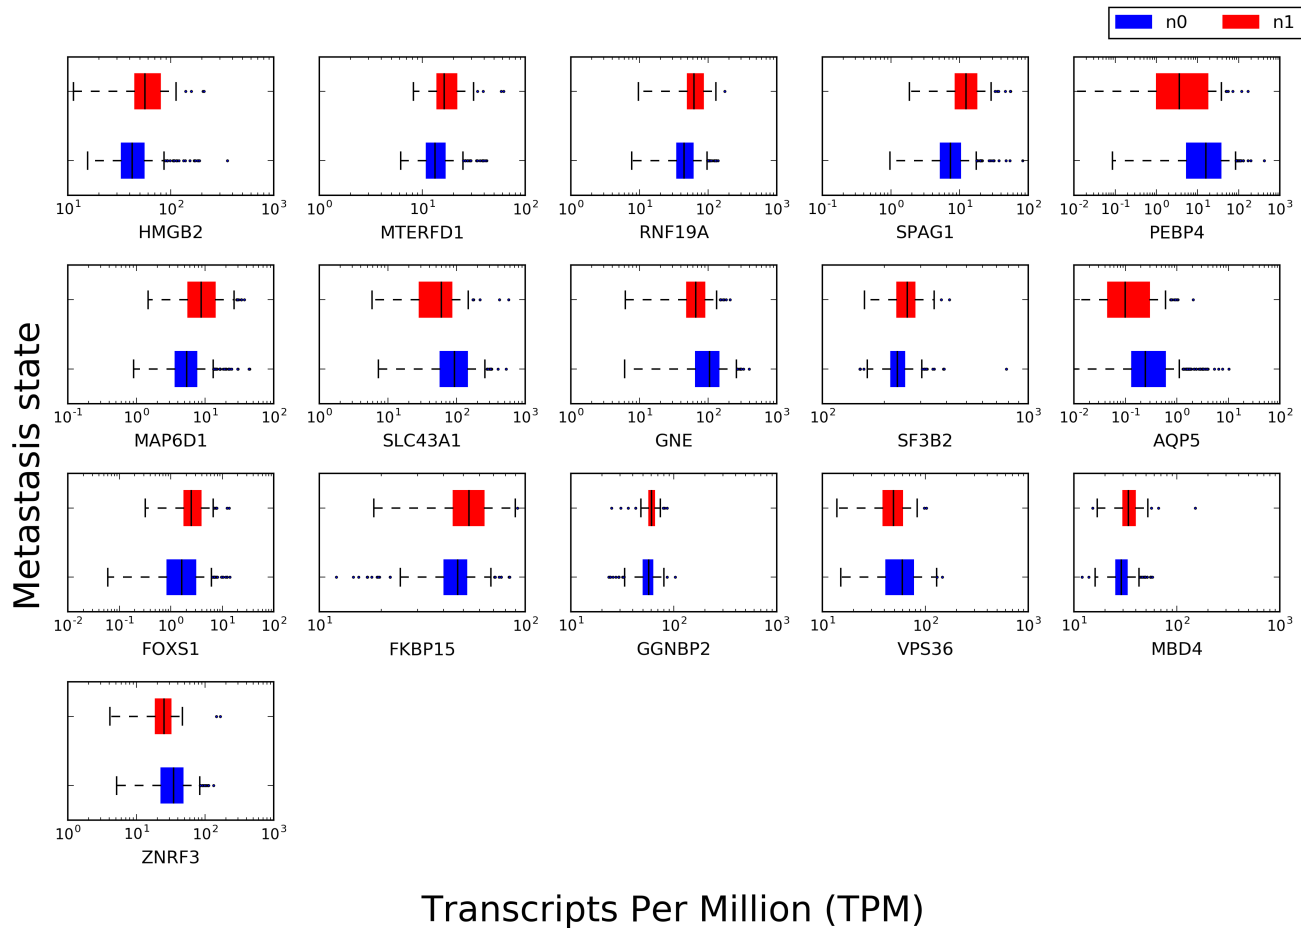 n0 n1
10^1 10^2 10^3
HMGB2
10^0 10^1 10^2
MTERFD1
10^0 10^1 10^2 10^3
RNF19A
10^-1 10^0 10^1 10^2
SPAG1
10^-2 10^-1 10^0 10^1 10^2 10^3
PEBP4
10^-1 10^0 10^1 10^2
MAP6D1
10^0 10^1 10^2 10^3
SLC43A1
10^0 10^1 10^2 10^3
GNE
10^2 10^3
SF3B2
10^-2 10^-1 10^0 10^1 10^2
AQP5
Metastasis state
10^-2 10^-1 10^0 10^1 10^2
FOXS1
10^1 10^2
FKBP15
10^1 10^2 10^3
GGNBP2
10^1 10^2 10^3
VPS36
10^1 10^2 10^3
MBD4
10^0 10^1 10^2 10^3
ZNRF3
Transcripts Per Million (TPM)